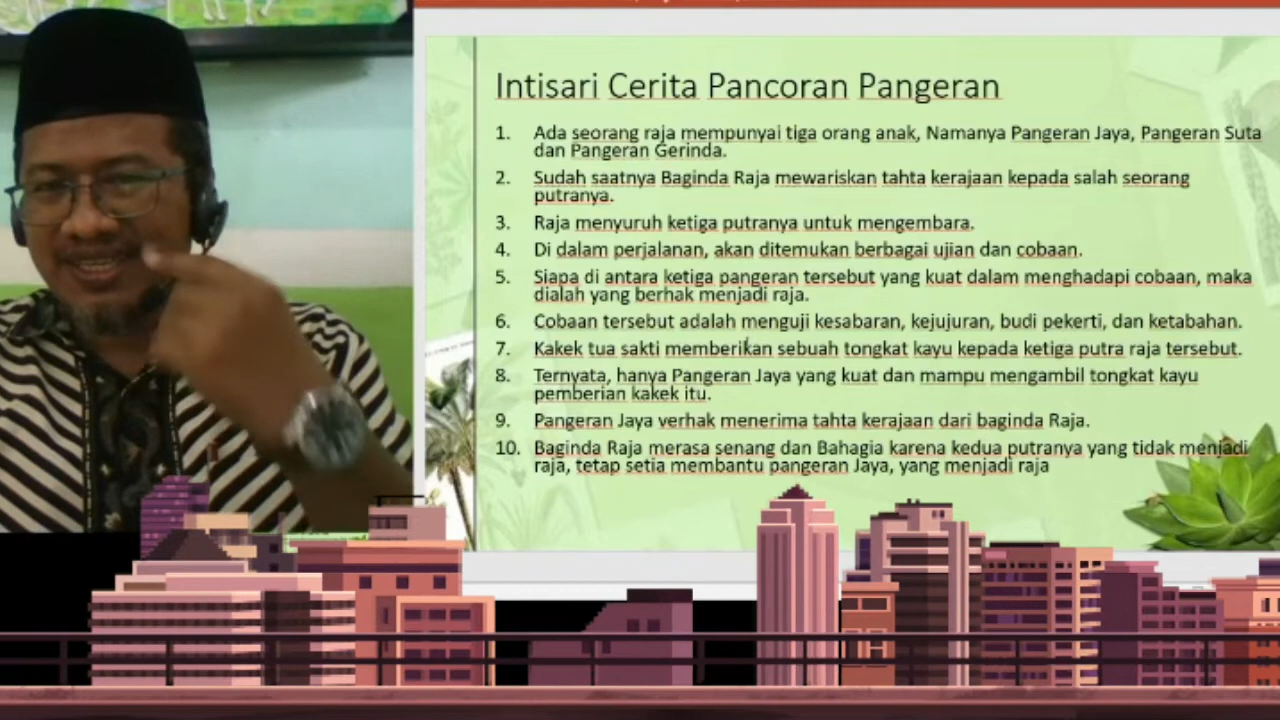 Intisari Cerita Pancoran Pangeran
1. Ada seorang raja mempunyai tiga orang anak, Namanya Pangeran Jaya, Pangeran Suta
dan Pangeran Gerinda.
2. Sudah saatnya Baginda Raja mewariskan tahta kerajaan kepada salah seorang
putranya.
3. Raja menyuruh ketiga putranya untuk mengembara.
4. Di dalam perjalanan, akan ditemukan berbagai ujian dan cobaan.
5. Siapa di antara ketiga pangeran tersebut yang kuat dalam menghadapi cobaan, maka
dialah yang berhak menjadi raja.
6. Cobaan tersebut adalah menguji kesabaran, kejujuran, budi pekerti, dan ketabahan.
7. Kakek tua sakti memberikan sebuah tongkat kayu kepada ketiga putra raja tersebut.
8. Ternyata, hanya Pangeran Jaya yang kuat dan mampu mengambil tongkat kayu
pemberian kakek itu.
9. Pangeran Jaya verhak menerima tahta kerajaan dari baginda Raja.
10. Baginda Raja merasa senang dan Bahagia karena kedua putranya yang tidak menjadi
raja, tetap setia membantu pangeran Jaya, yang menjadi raja